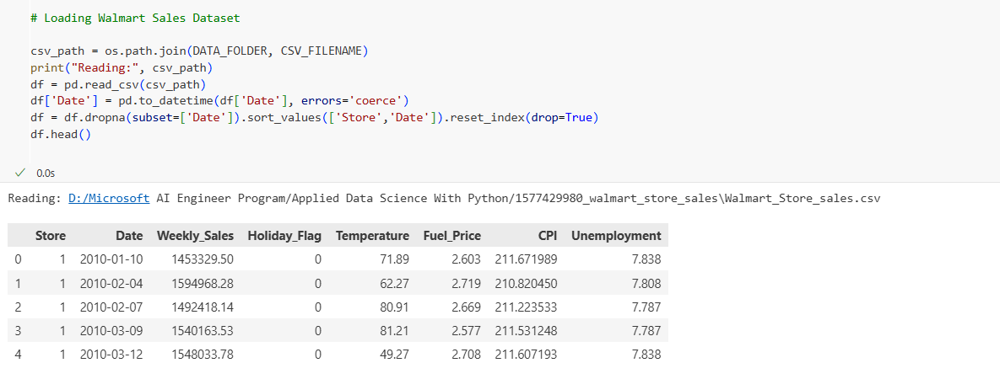 # Loading Walmart Sales Dataset
csv_path = os.path.join(DATA_FOLDER, CSV_FILENAME)
print("Reading:", csv_path)
df = pd.read_csv(csv_path)
df['Date'] = pd.to_datetime(df['Date'], errors='coerce')
df = df.dropna(subset=['Date']).sort_values(['Store','Date']).reset_index(drop=True)
df.head()
0.0s
Reading: D:/Microsoft AI Engineer Program/Applied Data Science With Python/1577429980_walmart_store_sales\Walmart_Store_sales.csv
Store Date Weekly_Sales Holiday_Flag Temperature Fuel_Price CPI Unemployment
0 1 2010-01-10 1453329.50 0 71.89 2.603 211.671989 7.838
1 1 2010-02-04 1594968.28 0 62.27 2.719 210.820450 7.808
2 1 2010-02-07 1492418.14 0 80.91 2.669 211.223533 7.787
3 1 2010-03-09 1540163.53 0 81.21 2.577 211.531248 7.787
4 1 2010-03-12 1548033.78 0 49.27 2.708 211.607193 7.838